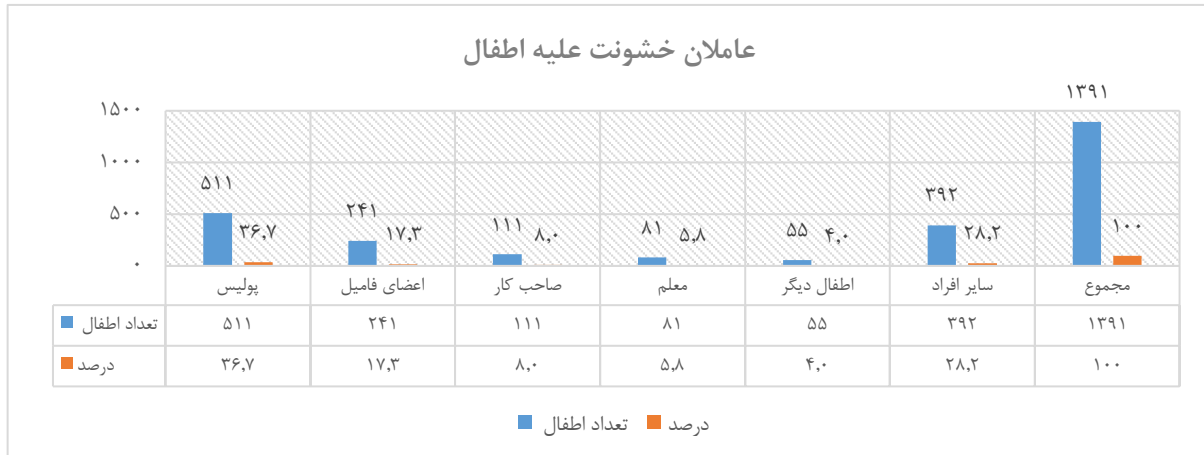 عاملان خشونت علیه اطفال
۱۵۰۰
۱۰۰۰
۵۰۰
۰
۵۱۱ ۳۶,۷ ۲۴۱ ۱۷,۳ ۱۱۱ ۸,۰ ۸۱ ۵,۸ ۵۵ ۴,۰ ۳۹۲ ۲۸,۲ ۱۳۹۱ ۱۰۰
پولیس اعضای فامیل صاحب کار معلم اطفال دیگر سایر افراد مجموع
تعداد اطفال ۵۱۱ ۲۴۱ ۱۱۱ ۸۱ ۵۵ ۳۹۲ ۱۳۹۱
درصد ۳۶,۷ ۱۷,۳ ۸,۰ ۵,۸ ۴,۰ ۲۸,۲ ۱۰۰
درصد تعداد اطفال